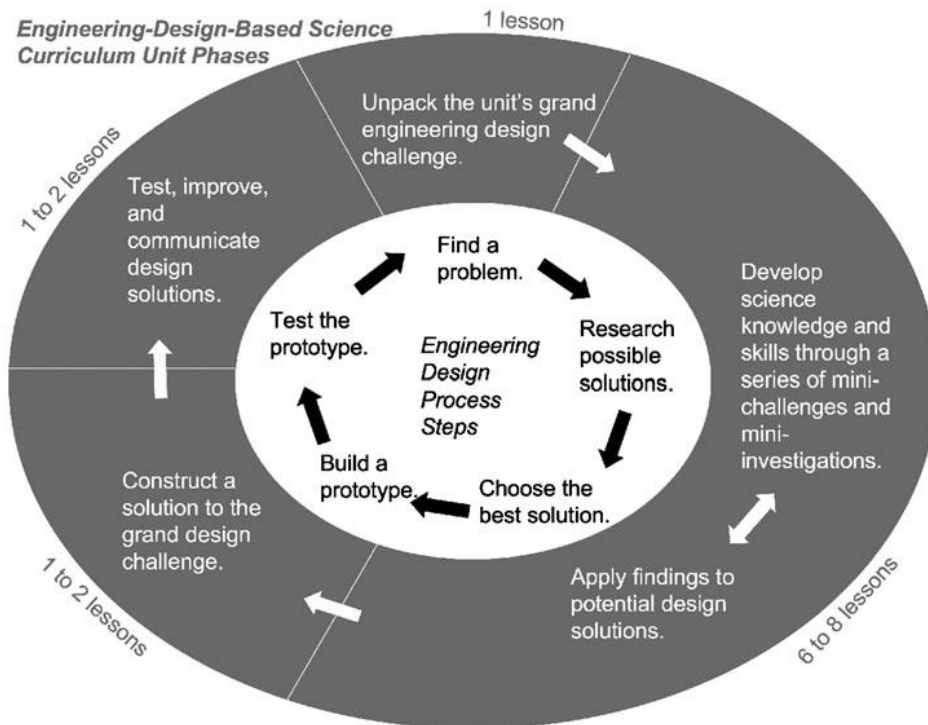 Engineering-Design-Based Science
Curriculum Unit Phases
1 lesson
Unpack the unit's grand
engineering design
challenge.
Develop
science
knowledge and
skills through a
series of mini-
challenges and
mini-
investigations.
Apply findings to
potential design
solutions.
6 to 8 lessons
Construct a
solution to the
grand design
challenge.
1 to 2 lessons
Test, improve,
and
communicate
design
solutions.
1 to 2 lessons
Engineering
Design
Process
Steps
Find a
problem.
Research
possible
solutions.
Choose the
best solution.
Build a
prototype.
Test the
prototype.